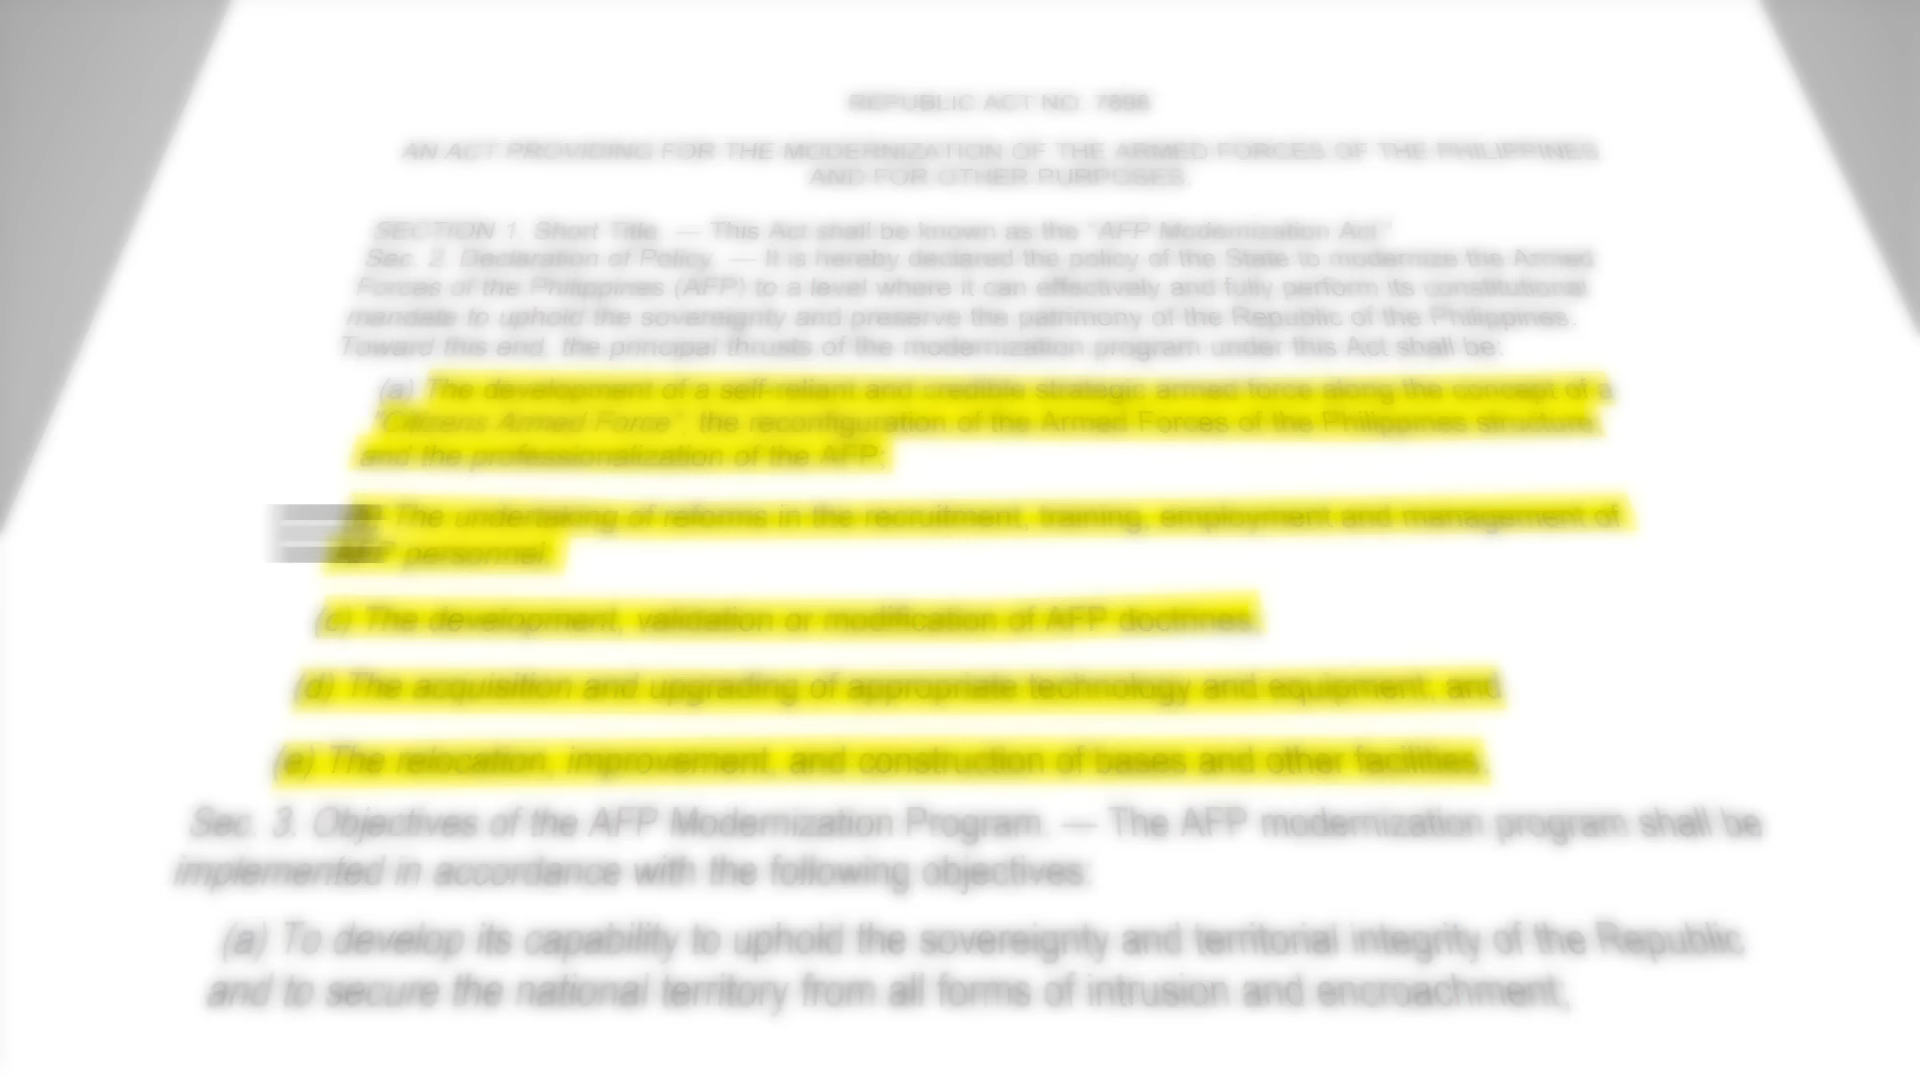 REPUBLIC ACT NO. 7898
AN ACT PROVIDING FOR THE MODERNIZATION OF THE ARMED FORCES OF THE PHILIPPINES
AND FOR OTHER PURPOSES.
SECTION 1. Short Title. — This Act shall be known as the "AFP Modernization Act"
Sec. 2. Declaration of Policy. — It is hereby declared the policy of the State to modernize the Armed
Forces of the Philippines (AFP) to a level where it can effectively and fully perform its constitutional
mandate to uphold the sovereignty and preserve the patrimony of the Republic of the Philippines.
Toward this end, the principal thrusts of the modernization program under this Act shall be:
(a) The development of a self-reliant and credible strategic armed force along the concept of a
"Citizens Armed Force"; the reconfiguration of the Armed Forces of the Philippines structure;
and the professionalization of the AFP;
The undertaking of reforms in the recruitment, training, employment and management of
AFP personnel;
(c) The development, validation or modification of AFP doctrines;
(d) The acquisition and upgrading of appropriate technology and equipment; and
(e) The relocation, improvement, and construction of bases and other facilities.
Sec. 3. Objectives of the AFP Modernization Program. — The AFP modernization program shall be
implemented in accordance with the following objectives:
(a) To develop its capability to uphold the sovereignty and territorial integrity of the Republic
and to secure the national territory from all forms of intrusion and encroachment;